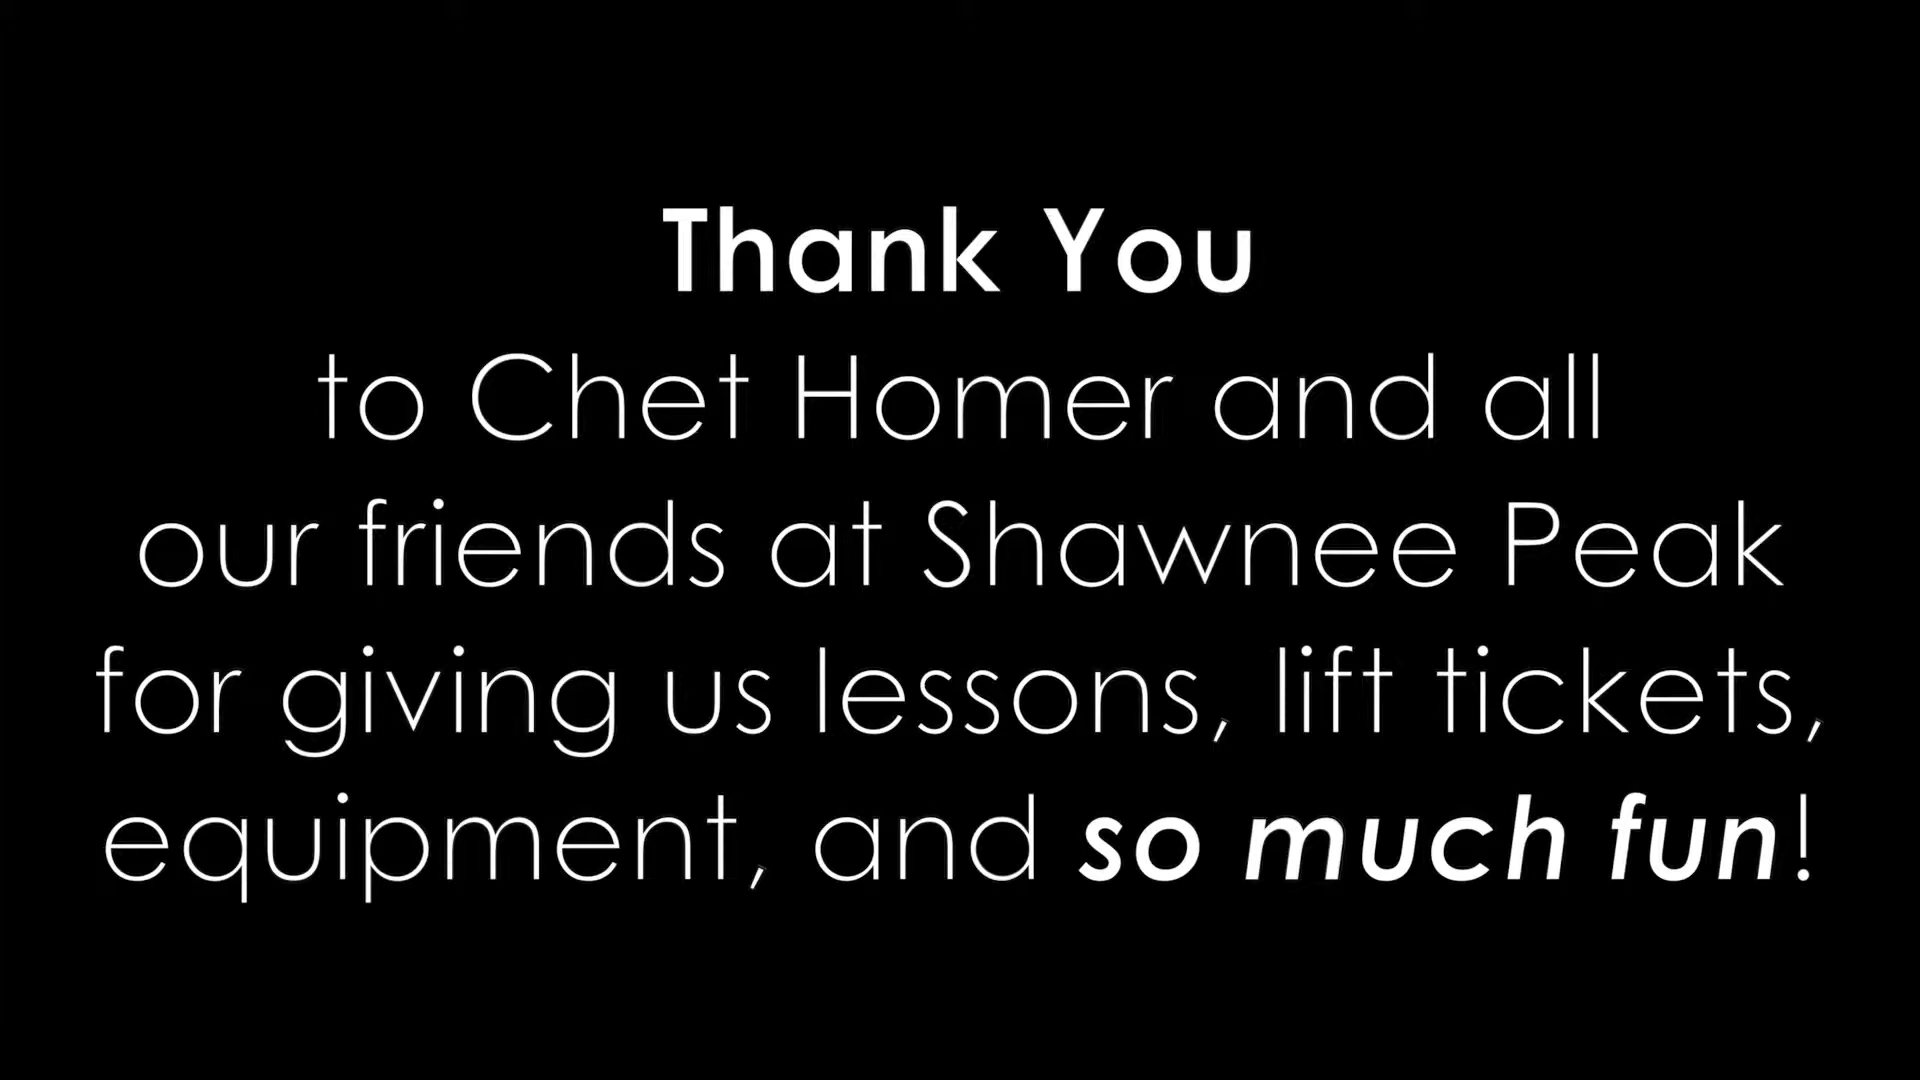 Thank You
to Chet Homer and all
our friends at Shawnee Peak
for giving us lessons, lift tickets,
equipment, and so much fun!